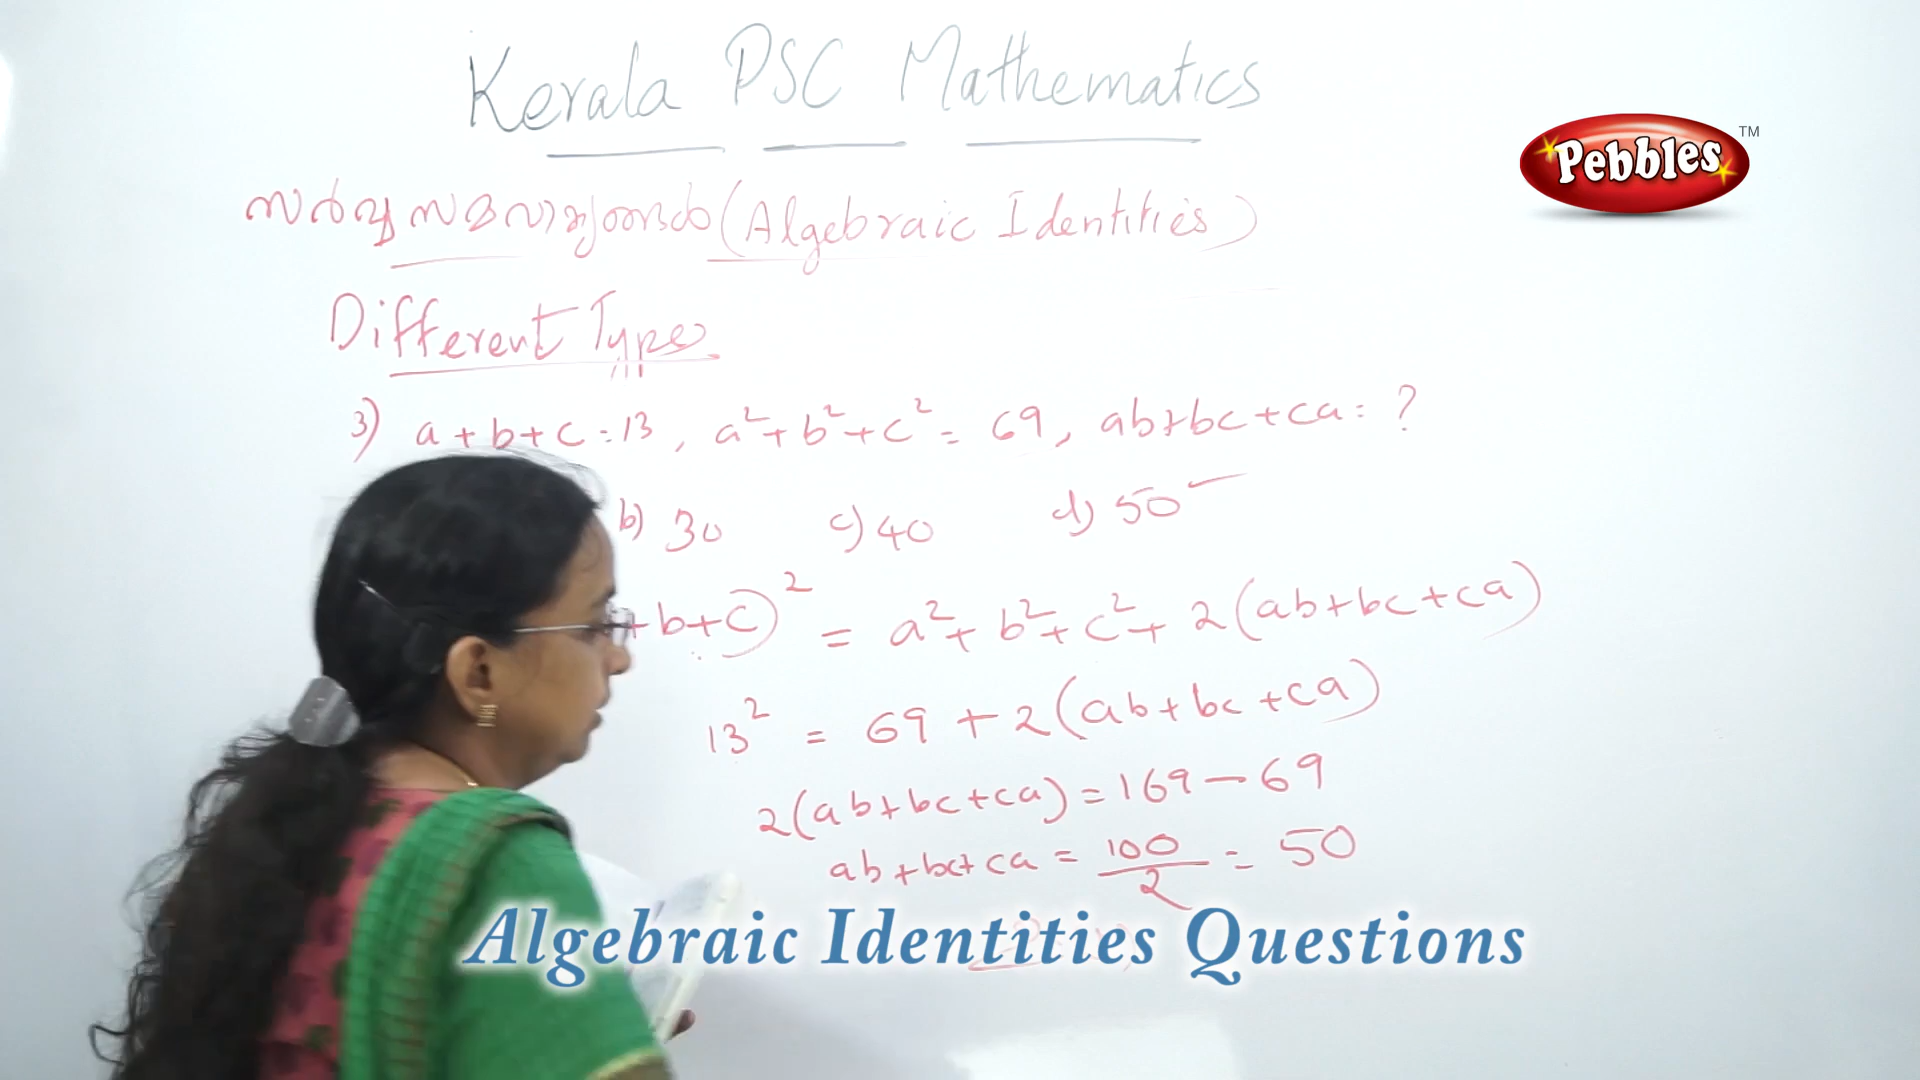 Kerala PSC Mathematics
Pebbles TM
സർവ്വസമവാക്യങ്ങൾ (Algebraic Identities)
Different Type
3) a + b + c = 13, a² + b² + c² = 69, ab + bc + ca = ?
b) 30 c) 40 d) 50 ✓
+ b + c)² = a² + b² + c² + 2(ab + bc + ca)
13² = 69 + 2(ab + bc + ca)
2(ab + bc + ca) = 169 - 69
ab + bc + ca = 100/2 = 50
Algebraic Identities Questions